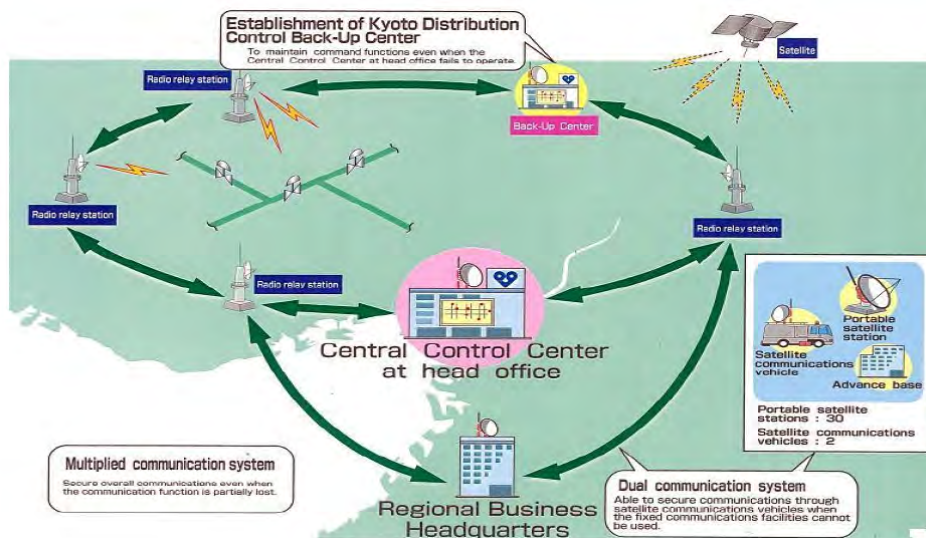 Establishment of Kyoto Distribution
Control Back-Up Center
To maintain command functions even when the
Central Control Center at head office fails to operate.
Satellite
Radio relay station
Back-Up Center
Radio relay station
Radio relay station
Radio relay station
Central Control Center
at head office
Portable
satellite
station
Satellite
communications
vehicle
Advance base
Portable satellite
stations : 30
Satellite communications
vehicles : 2
Multiplied communication system
Secure overall communications even when
the communication function is partially lost.
Regional Business
Headquarters
Dual communication system
Able to secure communications through
satellite communications vehicles when
the fixed communications facilities cannot
be used.